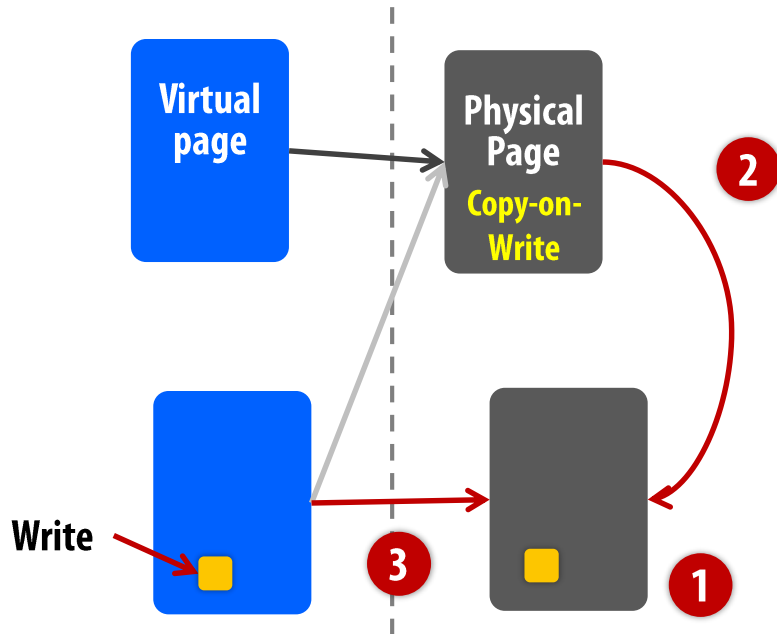 Virtual
page
Physical
Page
Copy-on-
Write
2
Write
3
1